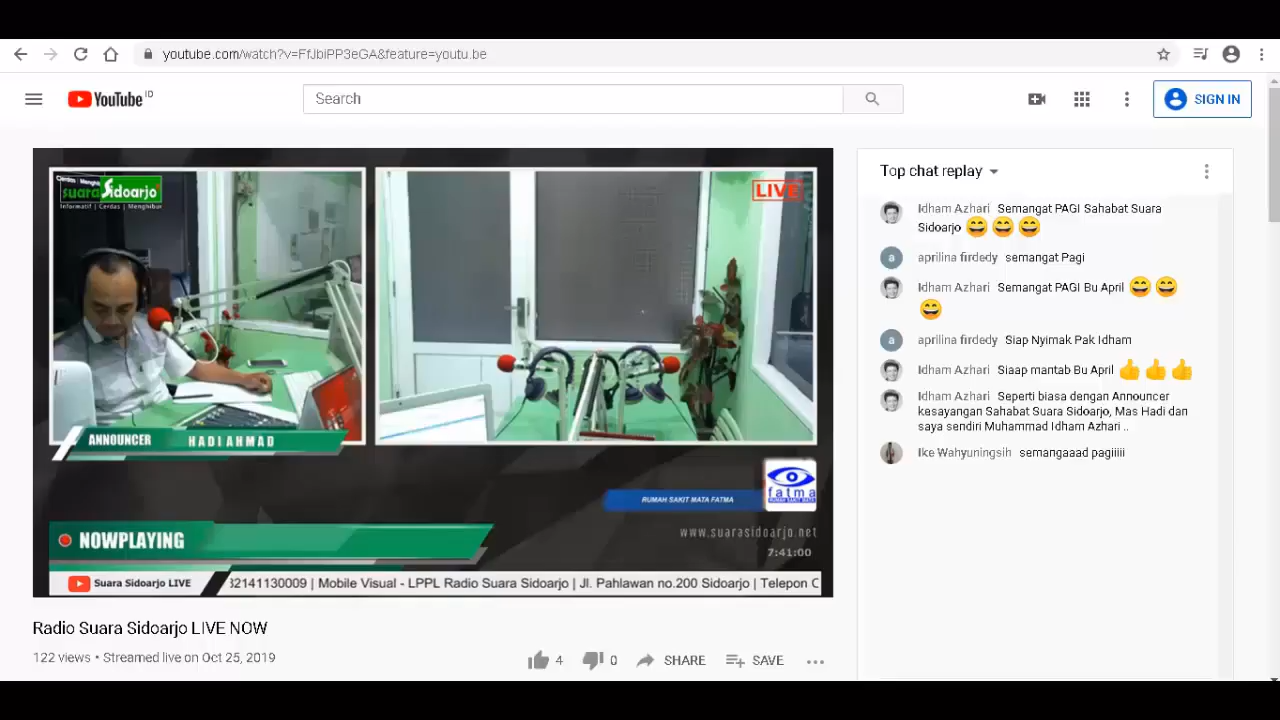 youtube.com/watch?v=FfJbiPP3eGA&feature=youtu.be
YouTube ID
Search
SIGN IN
suara Sidoarjo
Informatif | Cerdas | Menghibur
LIVE
ANNOUNCER HADI AHMAD
RUMAH SAKIT MATA FATMA
fatma
RUMAH SAKIT MATA
www.suarasidoarjo.net
NOWPLAYING
7:41:00
Suara Sidoarjo LIVE
32141130009 | Mobile Visual - LPPL Radio Suara Sidoarjo | Jl. Pahlawan no.200 Sidoarjo | Telepon
Radio Suara Sidoarjo LIVE NOW
122 views • Streamed live on Oct 25, 2019
4 0 SHARE SAVE
Top chat replay
Idham Azhari Semangat PAGI Sahabat Suara
Sidoarjo 😄 😄 😄
aprilina firdedy semangat Pagi
Idham Azhari Semangat PAGI Bu April 😄 😄
😄
aprilina firdedy Siap Nyimak Pak Idham
Idham Azhari Siaap mantab Bu April 👍 👍 👍
Idham Azhari Seperti biasa dengan Announcer
kesayangan Sahabat Suara Sidoarjo, Mas Hadi dan
saya sendiri Muhammad Idham Azhari ..
Ike Wahyuningsih semangaaad pagiiiii